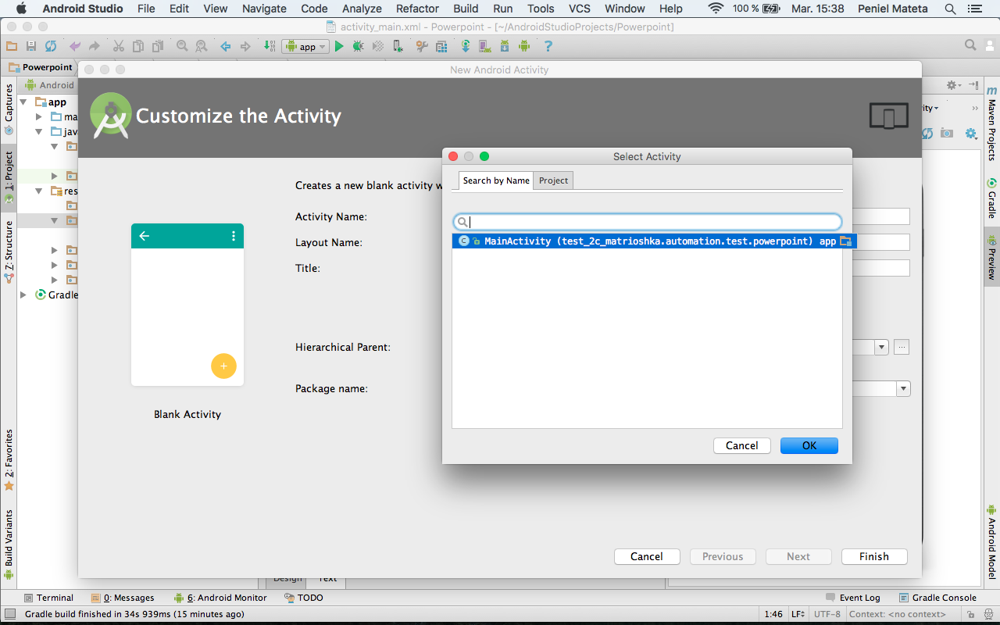 Android Studio File Edit View Navigate Code Analyze Refactor Build Run Tools VCS Window Help 100 % Mar. 15:38 Peniel Mateta
activity_main.xml - Powerpoint - [~/AndroidStudioProjects/Powerpoint]
app
Powerpoint
New Android Activity
Android
Customize the Activity
Captures
1: Project
Z: Structure
2: Favorites
Build Variants
app
ma
jav
res
Gradle
Maven Projects
Gradle
Preview
Android Model
ity
Select Activity
Search by Name Project
MainActivity (test_2c_matrioshka.automation.test.powerpoint) app
Cancel OK
Creates a new blank activity w
Activity Name:
Layout Name:
Title:
Hierarchical Parent:
...
Package name:
Blank Activity
Cancel Previous Next Finish
Design Text
Terminal 0: Messages 6: Android Monitor TODO Event Log Gradle Console
Gradle build finished in 34s 939ms (15 minutes ago) 1:46 LF UTF-8 Context: <no context>